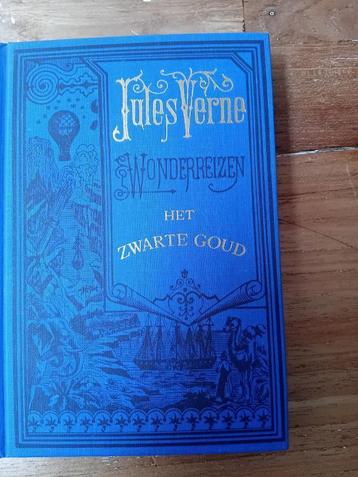 Jules Verne
WONDERREIZEN
HET
ZWARTE GOUD